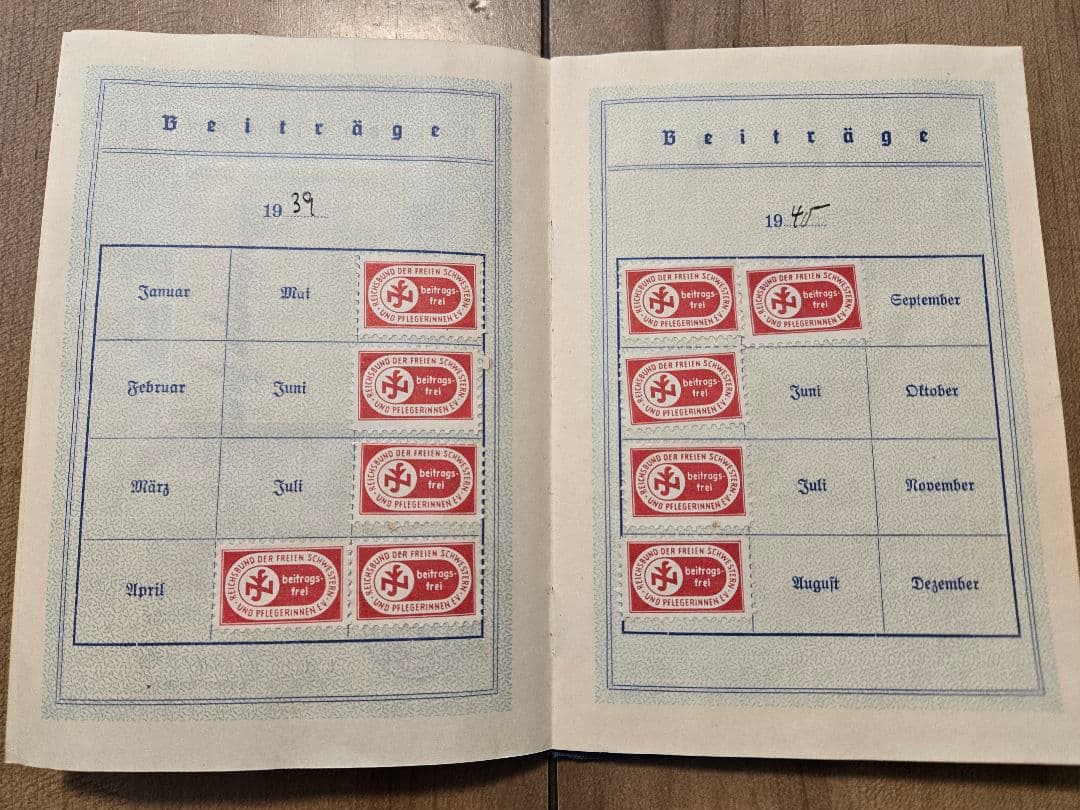 Beiträge
19 39
Januar
Mai
REICHSBUND DER FREIEN SCHWESTERN
beitrags-
frei
· UND PFLEGERINNEN E.V. ·
Februar
Juni
REICHSBUND DER FREIEN SCHWESTERN
beitrags-
frei
· UND PFLEGERINNEN E.V. ·
März
Juli
REICHSBUND DER FREIEN SCHWESTERN
beitrags-
frei
· UND PFLEGERINNEN E.V. ·
April
REICHSBUND DER FREIEN SCHWESTERN
beitrags-
frei
· UND PFLEGERINNEN E.V. ·
REICHSBUND DER FREIEN SCHWESTERN
beitrags-
frei
· UND PFLEGERINNEN E.V. ·
Beiträge
19 45
REICHSBUND DER FREIEN SCHWESTERN
beitrags-
frei
· UND PFLEGERINNEN E.V. ·
REICHSBUND DER FREIEN SCHWESTERN
beitrags-
frei
· UND PFLEGERINNEN E.V. ·
September
REICHSBUND DER FREIEN SCHWESTERN
beitrags-
frei
· UND PFLEGERINNEN E.V. ·
Juni
Oktober
REICHSBUND DER FREIEN SCHWESTERN
beitrags-
frei
· UND PFLEGERINNEN E.V. ·
Juli
November
REICHSBUND DER FREIEN SCHWESTERN
beitrags-
frei
· UND PFLEGERINNEN E.V. ·
August
Dezember